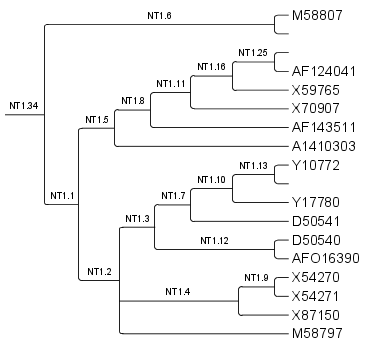 NT1.6
M58807
NT1.25
AF124041
NT1.16
X59765
NT1.11
X70907
NT1.8
NT1.34
AF143511
NT1.5
A1410303
NT1.13
Y10772
NT1.10
NT1.7
NT1.1
Y17780
NT1.3
D50541
NT1.12
D50540
AFO16390
NT1.2
NT1.9
X54270
NT1.4
X54271
X87150
M58797